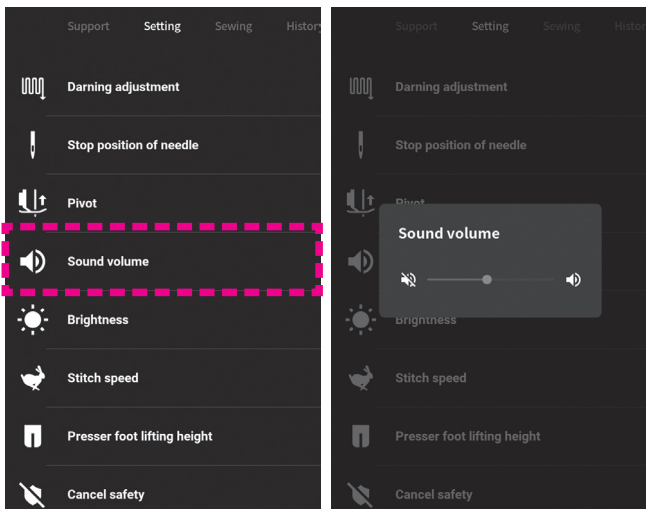 Support Setting Sewing History
Darning adjustment
Stop position of needle
Pivot
Sound volume
Brightness
Stitch speed
Presser foot lifting height
Cancel safety
Support Setting Sewing
Darning adjustment
Stop position of needle
Pivot
Sound volume
Brightness
Stitch speed
Presser foot lifting height
Cancel safety